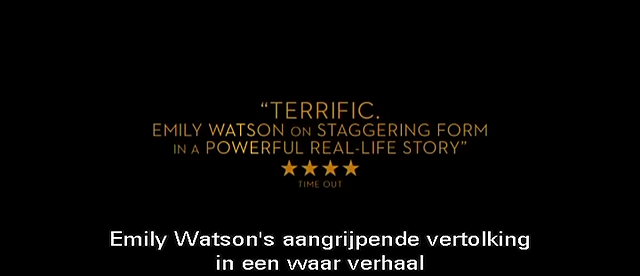 “TERRIFIC.
EMILY WATSON ON STAGGERING FORM
IN A POWERFUL REAL-LIFE STORY”
★★★★
TIME OUT
Emily Watson's aangrijpende vertolking
in een waar verhaal